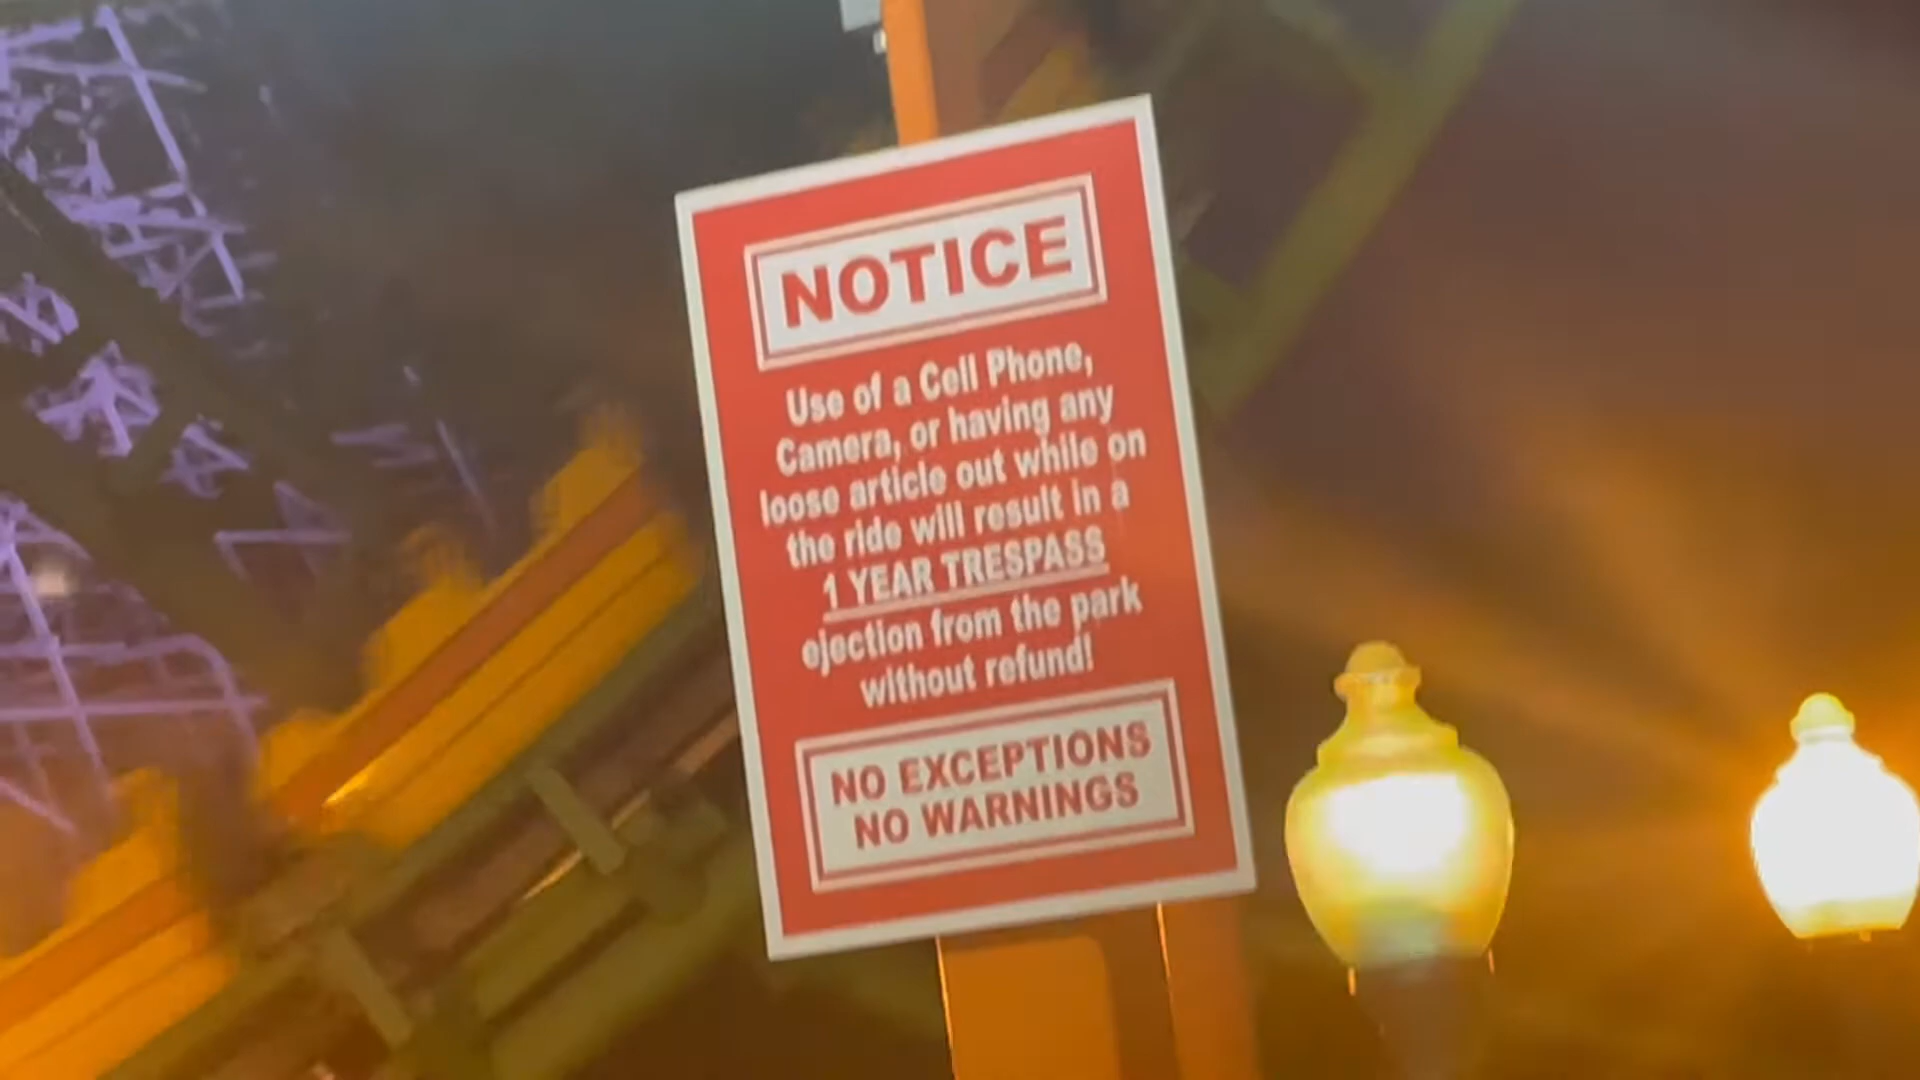 NOTICE
Use of a Cell Phone,
Camera, or having any
loose article out while on
the ride will result in a
1 YEAR TRESPASS
ejection from the park
without refund!
NO EXCEPTIONS
NO WARNINGS